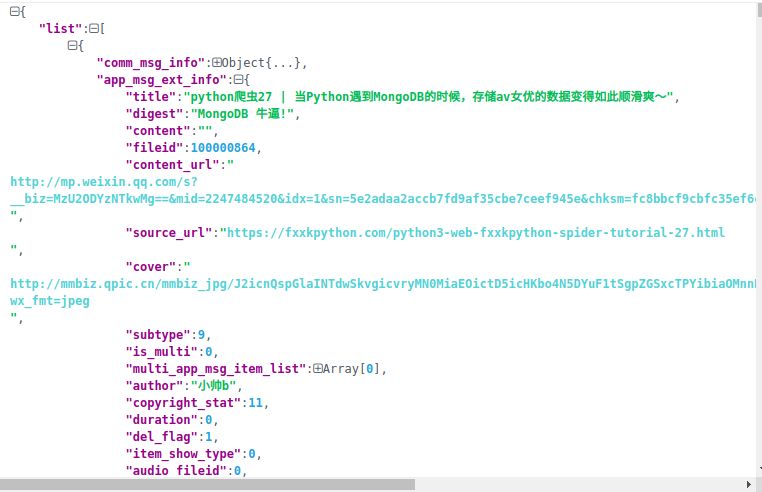 {
"list":[
{
"comm_msg_info":Object{...},
"app_msg_ext_info":{
"title":"python爬虫27 | 当Python遇到MongoDB的时候，存储av女优的数据变得如此顺滑爽～",
"digest":"MongoDB 牛逼!",
"content":"",
"fileid":100000864,
"content_url":"
http://mp.weixin.qq.com/s?
__biz=MzU2ODYzNTkwMg==&mid=2247484520&idx=1&sn=5e2adaa2accb7fd9af35cbe7ceef945e&chksm=fc8bbcf9cbfc35ef6
",
"source_url":"https://fxxkpython.com/python3-web-fxxkpython-spider-tutorial-27.html
",
"cover":"
http://mmbiz.qpic.cn/mmbiz_jpg/J2icnQspGlaINTdwSkvgicvryMN0MiaEOictD5icHKbo4N5DYuF1tSgpZGSxcTPYibiaOMnn
wx_fmt=jpeg
",
"subtype":9,
"is_multi":0,
"multi_app_msg_item_list":Array[0],
"author":"小帅b",
"copyright_stat":11,
"duration":0,
"del_flag":1,
"item_show_type":0,
"audio_fileid":0,